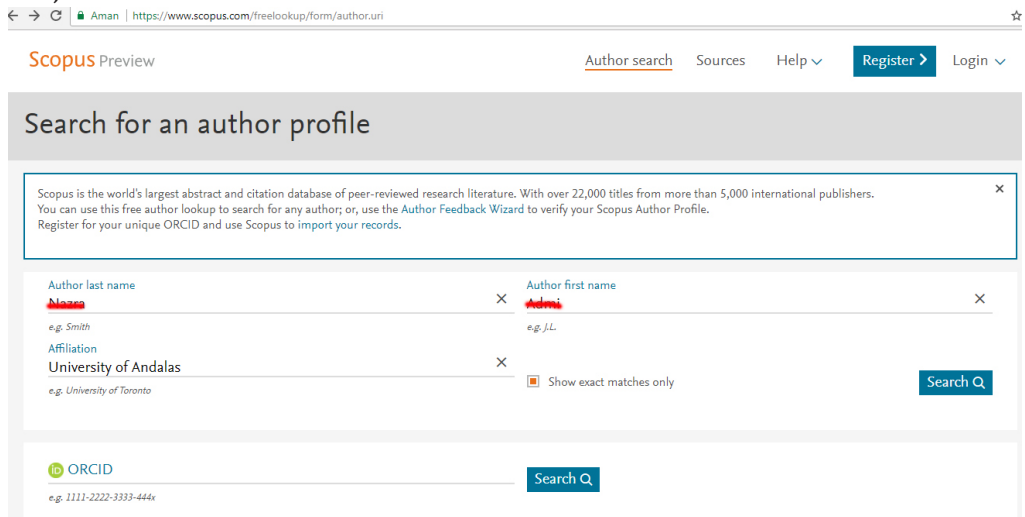 Aman | https://www.scopus.com/freelookup/form/author.uri
Scopus Preview
Author search Sources Help Register Login
Search for an author profile
Scopus is the world's largest abstract and citation database of peer-reviewed research literature. With over 22,000 titles from more than 5,000 international publishers.
You can use this free author lookup to search for any author; or, use the Author Feedback Wizard to verify your Scopus Author Profile.
Register for your unique ORCID and use Scopus to import your records.
Author last name Author first name
e.g. Smith e.g. J.L.
Affiliation
University of Andalas
Show exact matches only Search
e.g. University of Toronto
iD ORCID
Search
e.g. 1111-2222-3333-444x